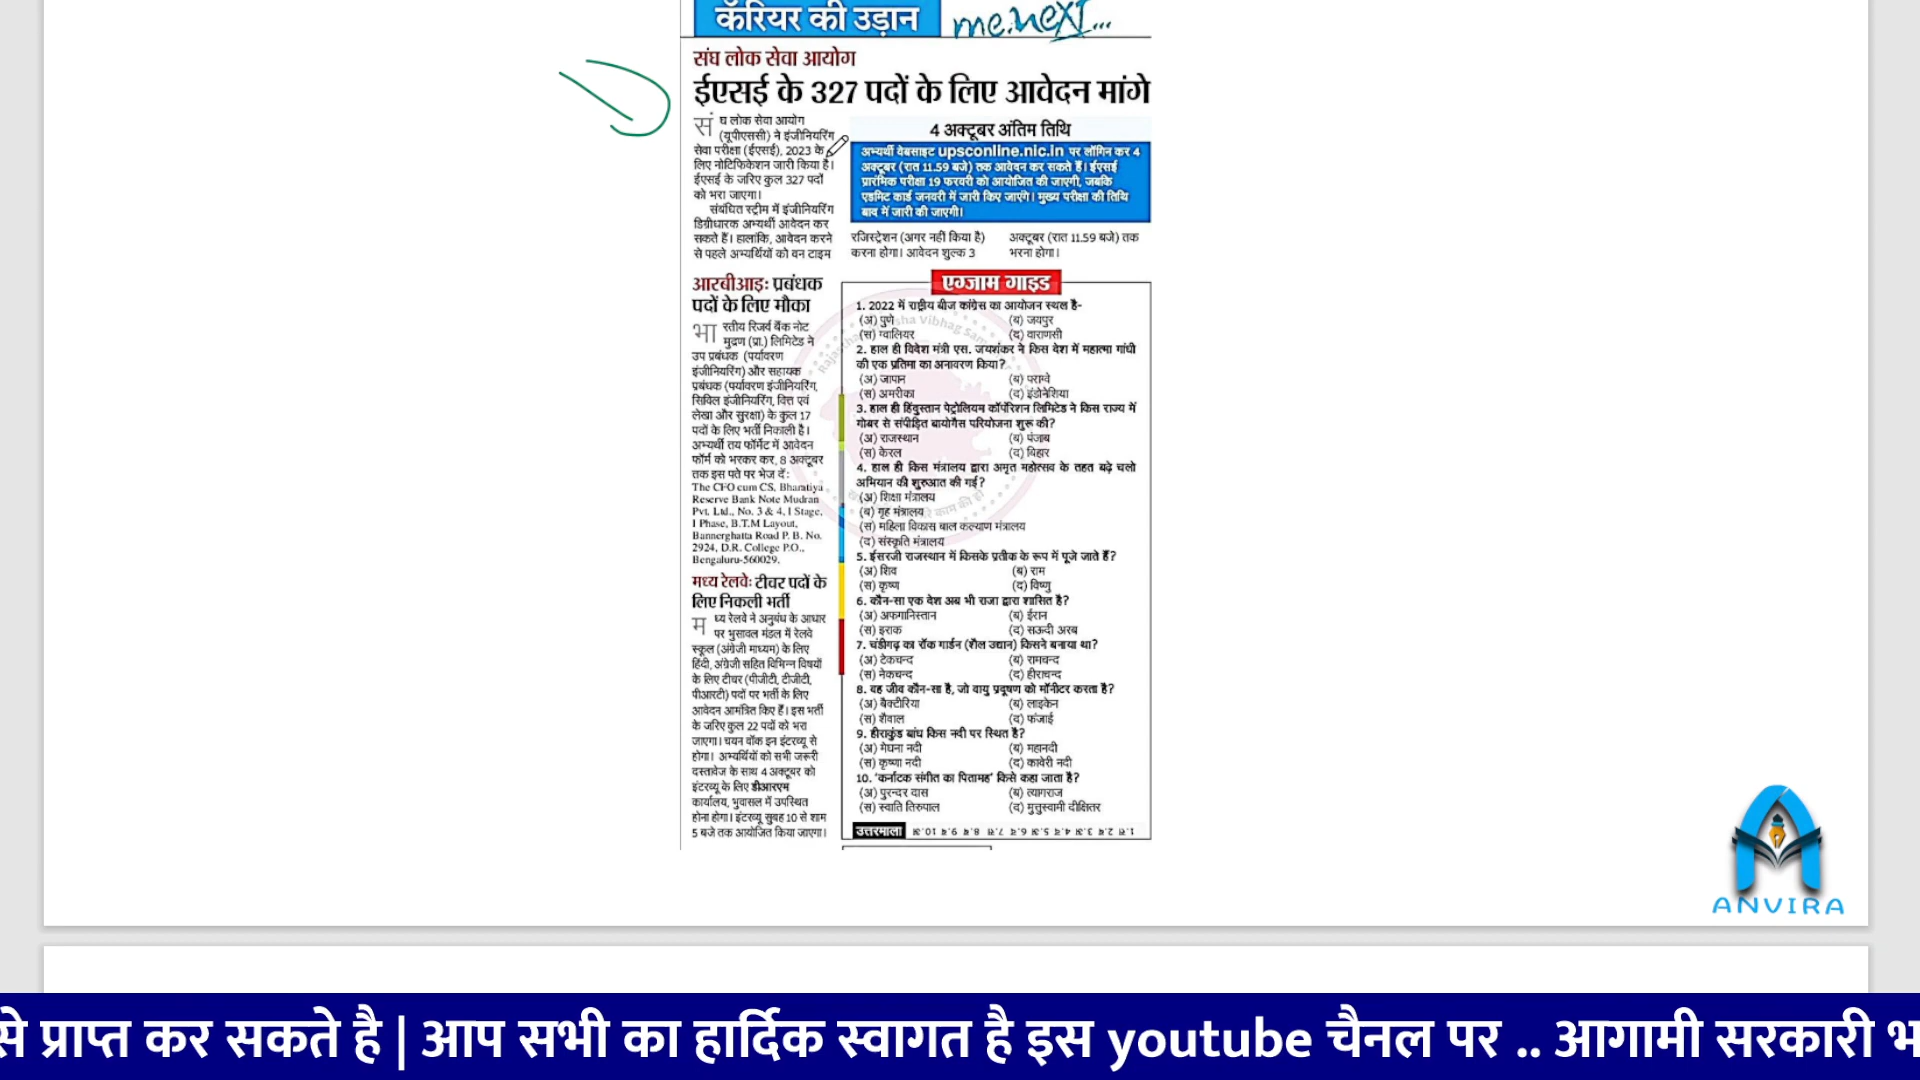 कॅरियर की उड़ान
me.next...
संघ लोक सेवा आयोग
ईएसई के 327 पदों के लिए आवेदन मांगे
संघ लोक सेवा आयोग
(यूपीएससी) ने इंजीनियरिंग
सेवा परीक्षा (ईएसई), 2023 के
लिए नोटिफिकेशन जारी किया है।
ईएसई के जरिए कुल 327 पदों
को भरा जाएगा।
संबंधित स्ट्रीम में इंजीनियरिंग
डिग्रीधारक अभ्यर्थी आवेदन कर
सकते हैं। हालांकि, आवेदन करने
से पहले अभ्यर्थियों को वन टाइम
4 अक्टूबर अंतिम तिथि
अभ्यर्थी वेबसाइट upsconline.nic.in पर लॉगिन कर 4
अक्टूबर (रात 11.59 बजे) तक आवेदन कर सकते हैं। ईएसई
प्रारंमिक परीक्षा 19 फरवरी को आयोजित की जाएगी, जबकि
एडमिट कार्ड जनवरी में जारी किए जाएंगे। मुख्य परीक्षा की तिथि
बाद में जारी की जाएगी।
रजिस्ट्रेशन (अगर नहीं किया है)
करना होगा। आवेदन शुल्क 3
अक्टूबर (रात 11.59 बजे) तक
भरना होगा।
आरबीआइ: प्रबंधक
पदों के लिए मौका
भारतीय रिजर्व बैंक नोट
मुद्रण (प्रा.) लिमिटेड ने
उप प्रबंधक (पर्यावरण
इंजीनियरिंग) और सहायक
प्रबंधक (पर्यावरण इंजीनियरिंग,
सिविल इंजीनियरिंग, वित्त एवं
लेखा और सुरक्षा) के कुल 17
पदों के लिए भर्ती निकाली है।
अभ्यर्थी तय फॉर्मेट में आवेदन
फॉर्म को भरकर कर, 8 अक्टूबर
तक इस पते पर भेज दें:
The CFO cum CS, Bharatiya
Reserve Bank Note Mudran
Pvt. Ltd., No. 3 & 4, I Stage,
I Phase, B.T.M Layout,
Bannerghatta Road P. B. No.
2924, D.R. College P.O.,
Bengaluru-560029.
मध्य रेलवे: टीचर पदों के
लिए निकली भर्ती
मध्य रेलवे ने अनुबंध के आधार
पर भुसावल मंडल में रेलवे
स्कूल (अंग्रेजी माध्यम) के लिए
हिंदी, अंग्रेजी सहित विभिन्न विषयों
के लिए टीचर (पीजीटी, टीजीटी,
पीआरटी) पदों पर भर्ती के लिए
आवेदन आमंत्रित किए हैं। इस भर्ती
के जरिए कुल 22 पदों को भरा
जाएगा। चयन वॉक इन इंटरव्यू से
होगा। अभ्यर्थियों को सभी जरूरी
दस्तावेज के साथ 4 अक्टूबर को
इंटरव्यू के लिए डीआरएम
कार्यालय, भुवासल में उपस्थित
होना होगा। इंटरव्यू सुबह 10 से शाम
5 बजे तक आयोजित किया जाएगा।
एग्जाम गाइड
1. 2022 में राष्ट्रीय बीज कांग्रेस का आयोजन स्थल है-
(अ) पुणे (ब) जयपुर
(स) ग्वालियर (द) वाराणसी
2. हाल ही विदेश मंत्री एस. जयशंकर ने किस देश में महात्मा गांधी
की एक प्रतिमा का अनावरण किया?
(अ) जापान (ब) पराग्वे
(स) अमरीका (द) इंडोनेशिया
3. हाल ही हिंदुस्तान पेट्रोलियम कॉर्पोरेशन लिमिटेड ने किस राज्य में
गोबर से संपीड़ित बायोगैस परियोजना शुरू की?
(अ) राजस्थान (ब) पंजाब
(स) केरल (द) बिहार
4. हाल ही किस मंत्रालय द्वारा अमृत महोत्सव के तहत बढ़े चलो
अभियान की शुरुआत की गई?
(अ) शिक्षा मंत्रालय
(ब) गृह मंत्रालय
(स) महिला विकास बाल कल्याण मंत्रालय
(द) संस्कृति मंत्रालय
5. ईसरजी राजस्थान में किसके प्रतीक के रूप में पूजे जाते हैं?
(अ) शिव (ब) राम
(स) कृष्ण (द) विष्णु
6. कौन-सा एक देश अब भी राजा द्वारा शासित है?
(अ) अफगानिस्तान (ब) ईरान
(स) इराक (द) सऊदी अरब
7. चंडीगढ़ का रॉक गार्डन (शैल उद्यान) किसने बनाया था?
(अ) टेकचन्द (ब) रामचन्द
(स) नेकचन्द (द) हीराचन्द
8. वह जीव कौन-सा है, जो वायु प्रदूषण को मॉनीटर करता है?
(अ) बैक्टीरिया (ब) लाइकेन
(स) शैवाल (द) फंजाई
9. हीराकुंड बांध किस नदी पर स्थित है?
(अ) मेघना नदी (ब) महानदी
(स) कृष्णा नदी (द) कावेरी नदी
10. 'कर्नाटक संगीत का पितामह' किसे कहा जाता है?
(अ) पुरन्दर दास (ब) त्यागराज
(स) स्वाति तिरुपाल (द) मुत्तुस्वामी दीक्षितर
उत्तरमाला
ANVIRA
से प्राप्त कर सकते है | आप सभी का हार्दिक स्वागत है इस youtube चैनल पर .. आगामी सरकारी भ